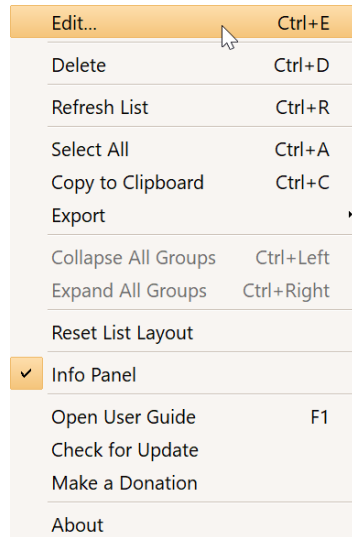 Edit... Ctrl+E
Delete Ctrl+D
Refresh List Ctrl+R
Select All Ctrl+A
Copy to Clipboard Ctrl+C
Export
Collapse All Groups Ctrl+Left
Expand All Groups Ctrl+Right
Reset List Layout
Info Panel
Open User Guide F1
Check for Update
Make a Donation
About